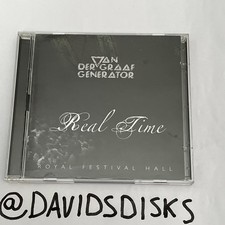 VAN
DER GRAAF
GENERATOR
Real Time
ROYAL FESTIVAL HALL
@DAVIDSDISKS